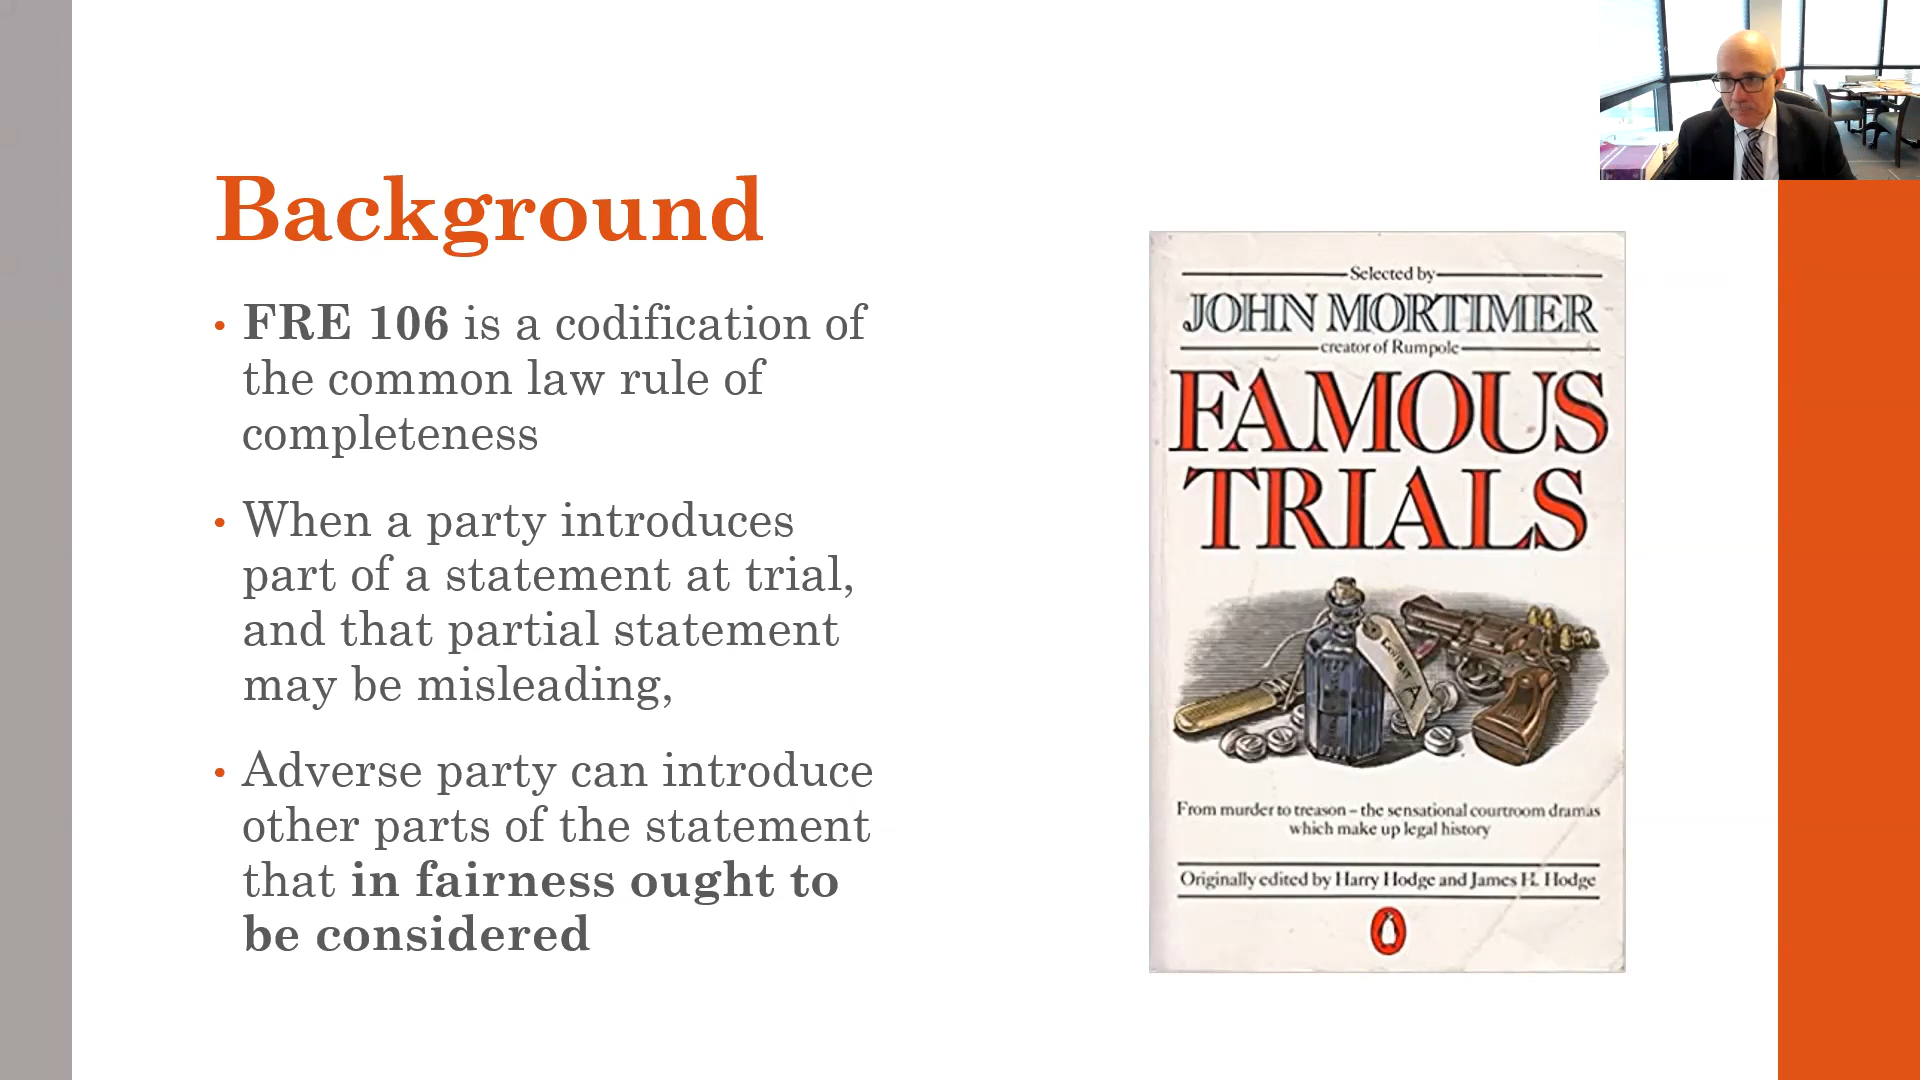 Background
• FRE 106 is a codification of
the common law rule of
completeness
• When a party introduces
part of a statement at trial,
and that partial statement
may be misleading,
• Adverse party can introduce
other parts of the statement
that in fairness ought to
be considered
Selected by
JOHN MORTIMER
creator of Rumpole
FAMOUS
TRIALS
EXHIBIT
A
From murder to treason – the sensational courtroom dramas
which make up legal history
Originally edited by Harry Hodge and James H. Hodge